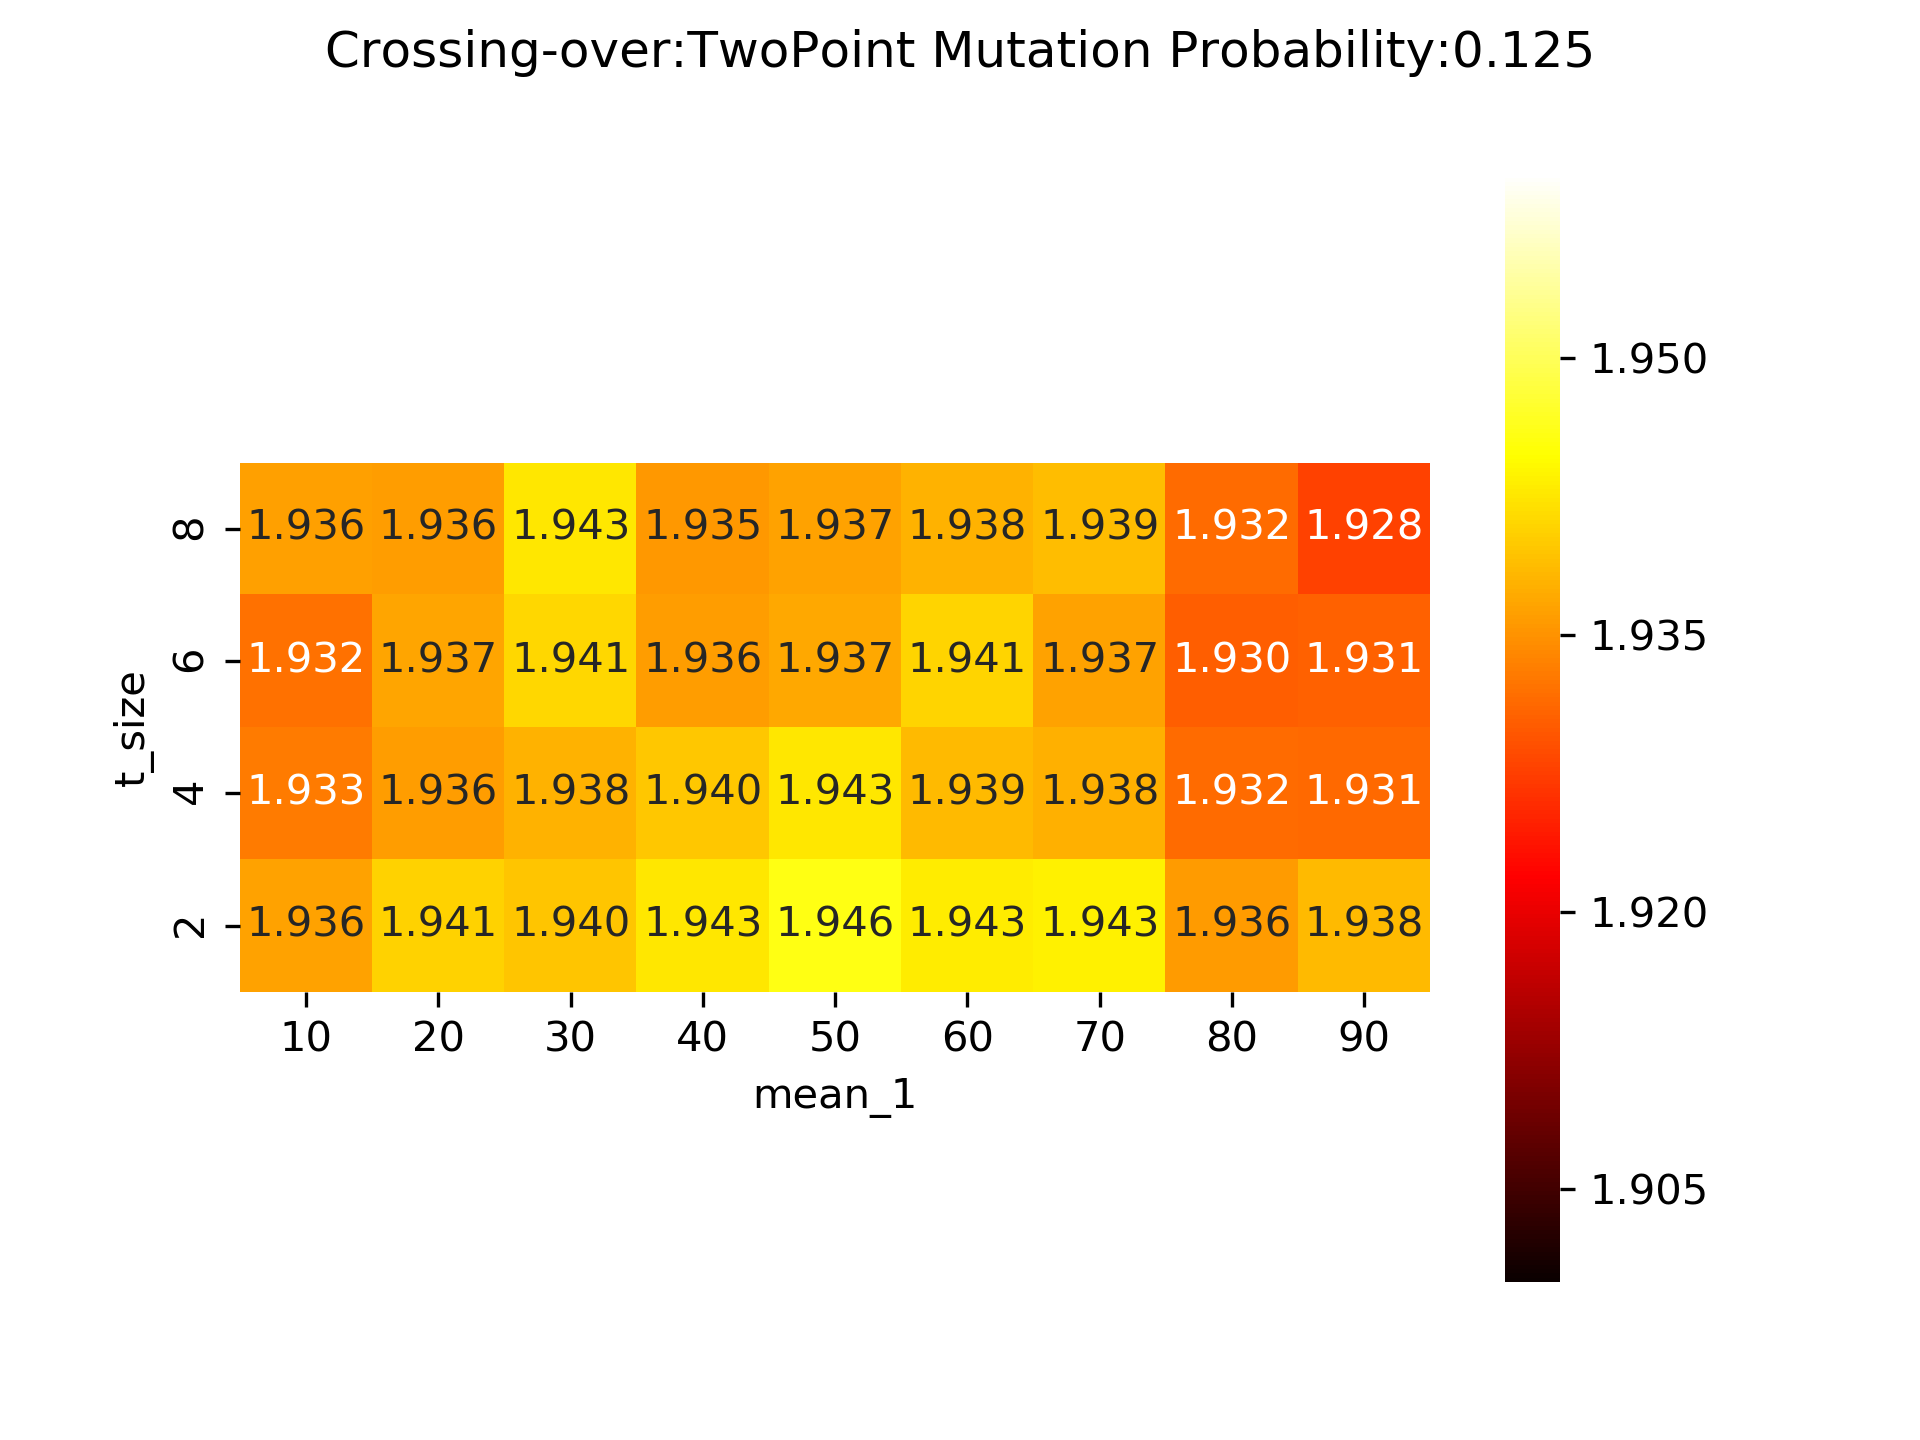 Crossing-over:TwoPoint Mutation Probability:0.125
8 1.936 1.936 1.943 1.935 1.937 1.938 1.939 1.932 1.928
6 1.932 1.937 1.941 1.936 1.937 1.941 1.937 1.930 1.931
4 1.933 1.936 1.938 1.940 1.943 1.939 1.938 1.932 1.931
2 1.936 1.941 1.940 1.943 1.946 1.943 1.943 1.936 1.938
10 20 30 40 50 60 70 80 90
mean_1
t_size
1.950
1.935
1.920
1.905